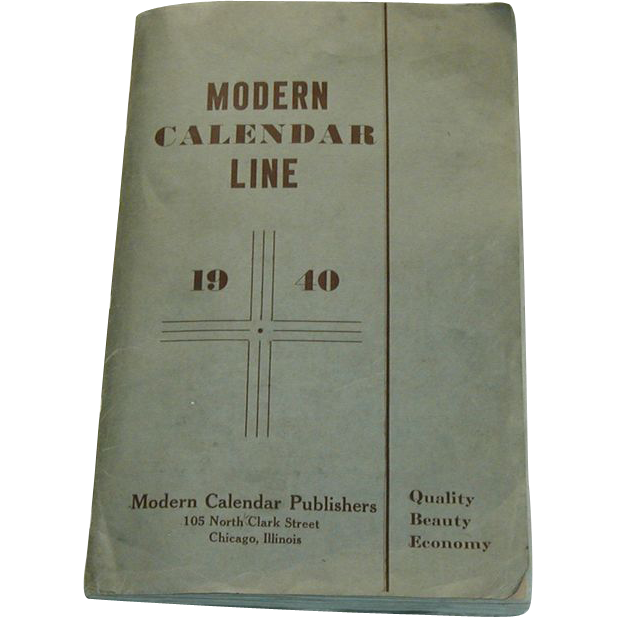 MODERN
CALENDAR
LINE
19 40
Modern Calendar Publishers
105 North Clark Street
Chicago, Illinois
Quality
Beauty
Economy